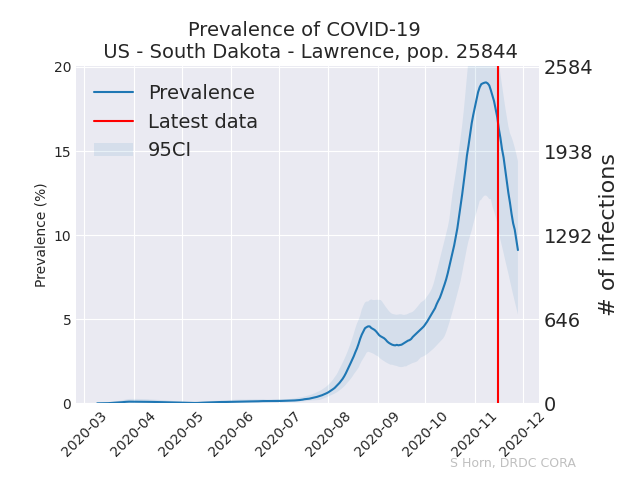 Prevalence of COVID-19
US - South Dakota - Lawrence, pop. 25844
Prevalence
Latest data
95CI
Prevalence (%)
20
15
10
5
0
2584
1938
1292
646
0
# of infections
2020-03
2020-04
2020-05
2020-06
2020-07
2020-08
2020-09
2020-10
2020-11
2020-12
S Horn, DRDC CORA